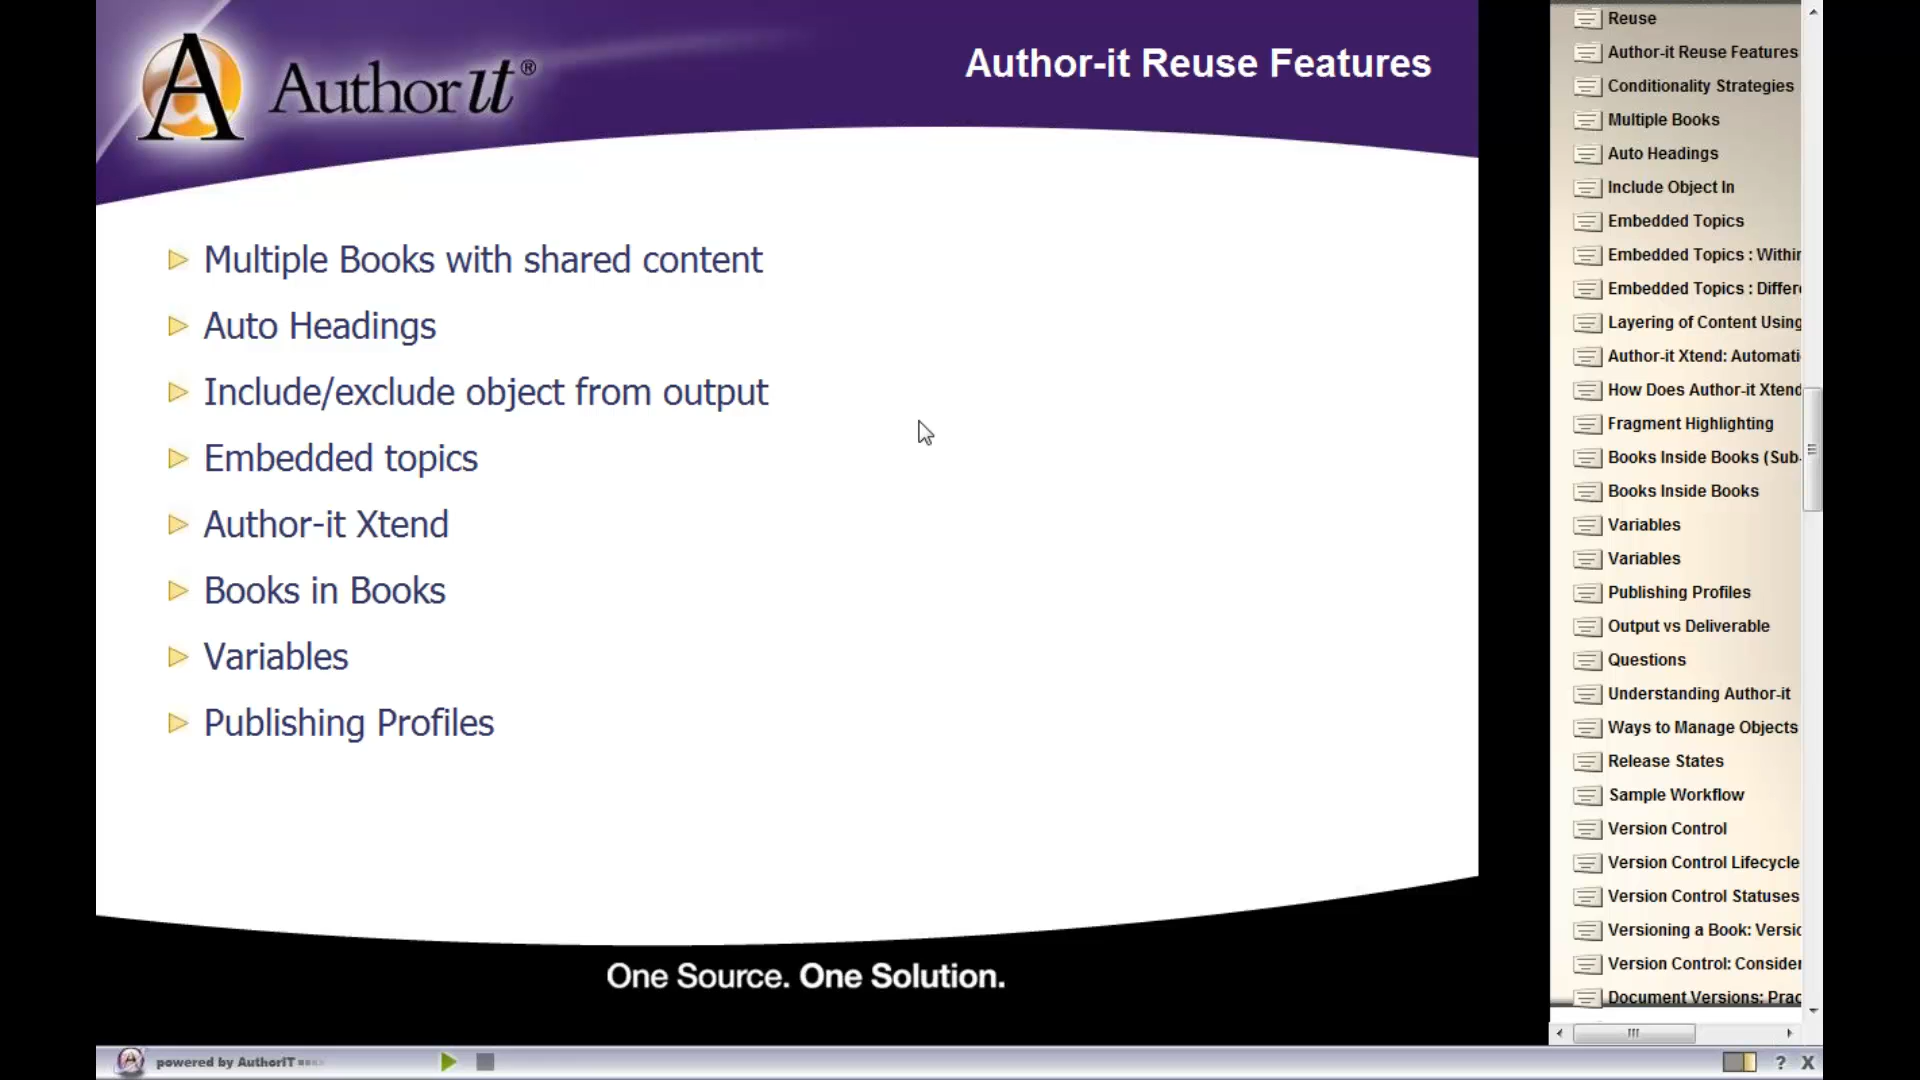 Author it®
Author-it Reuse Features
Multiple Books with shared content
Auto Headings
Include/exclude object from output
Embedded topics
Author-it Xtend
Books in Books
Variables
Publishing Profiles
One Source. One Solution.
powered by AuthorIT
Reuse
Author-it Reuse Features
Conditionality Strategies
Multiple Books
Auto Headings
Include Object In
Embedded Topics
Embedded Topics : Within
Embedded Topics : Differ
Layering of Content Using
Author-it Xtend: Automati
How Does Author-it Xtend
Fragment Highlighting
Books Inside Books (Sub-
Books Inside Books
Variables
Variables
Publishing Profiles
Output vs Deliverable
Questions
Understanding Author-it
Ways to Manage Objects
Release States
Sample Workflow
Version Control
Version Control Lifecycle
Version Control Statuses
Versioning a Book: Versio
Version Control: Consider
Document Versions: Prac
? X